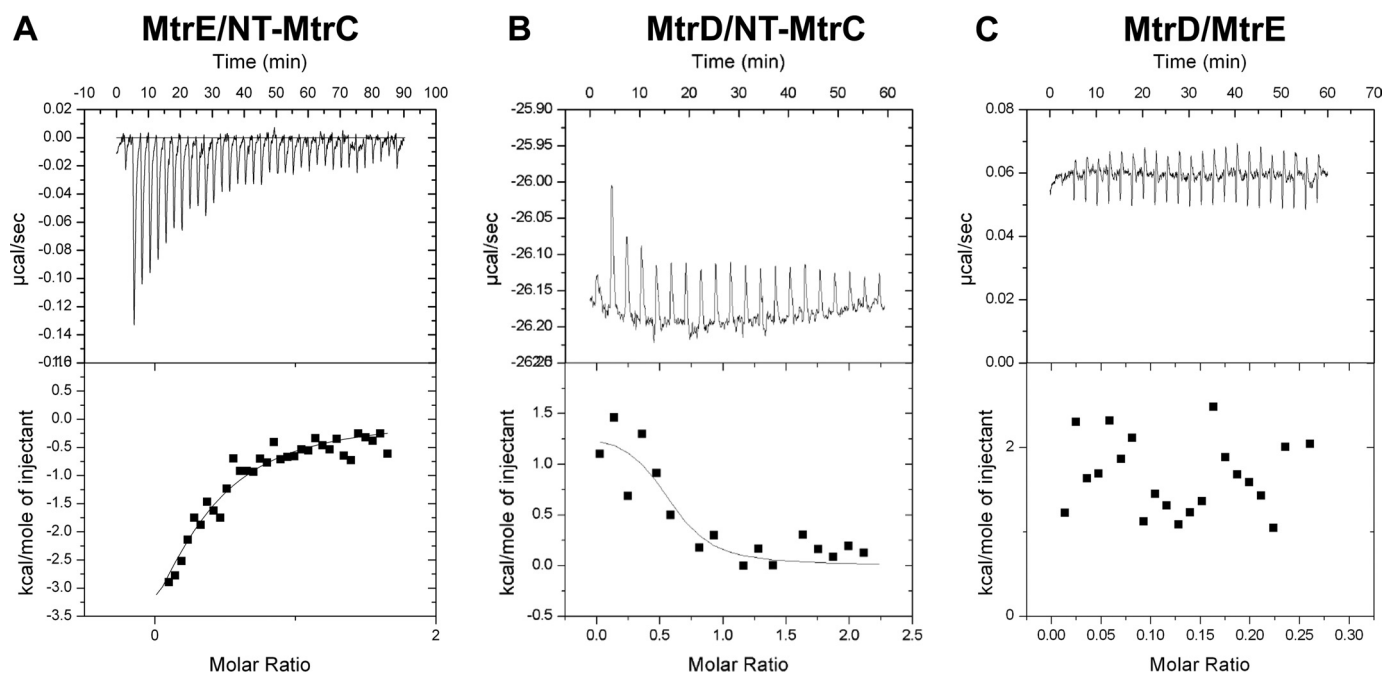 A
MtrE/NT-MtrC
Time (min)
-10 0 10 20 30 40 50 60 70 80 90 100
0.02
0.00
-0.02
-0.04
-0.06
-0.08
-0.10
-0.12
-0.14
µcal/sec
0.5
0.0
-0.5
-1.0
-1.5
-2.0
-2.5
-3.0
-3.5
kcal/mole of injectant
0 2
Molar Ratio
B
MtrD/NT-MtrC
Time (min)
0 10 20 30 40 50 60
-25.90
-25.95
-26.00
-26.05
-26.10
-26.15
-26.20
µcal/sec
1.5
1.0
0.5
0.0
-0.5
kcal/mole of injectant
0.0 0.5 1.0 1.5 2.0 2.5
Molar Ratio
C
MtrD/MtrE
Time (min)
0 10 20 30 40 50 60 70
0.08
0.06
0.04
0.02
0.00
µcal/sec
2
0
kcal/mole of injectant
0.00 0.05 0.10 0.15 0.20 0.25 0.30
Molar Ratio